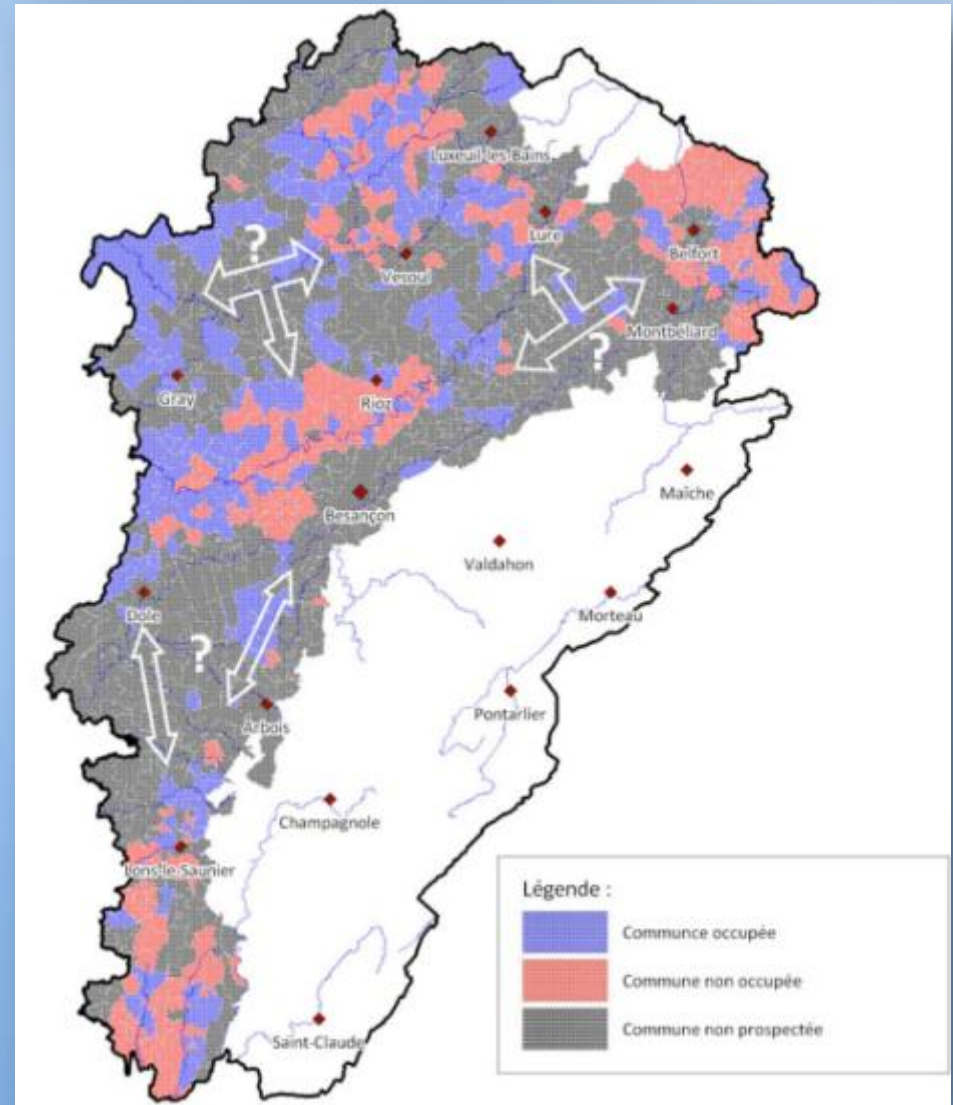 Luxeuil-les-Bains
Lure
Belfort
?
Vesoul
Montbéliard
?
Gray
Rioz
Maîche
Besançon
Valdahon
Dole
Morteau
?
Pontarlier
Arbois
Champagnole
Lons-le-Saunier
Légende :
Communce occupée
Commune non occupée
Commune non prospectée
Saint-Claude